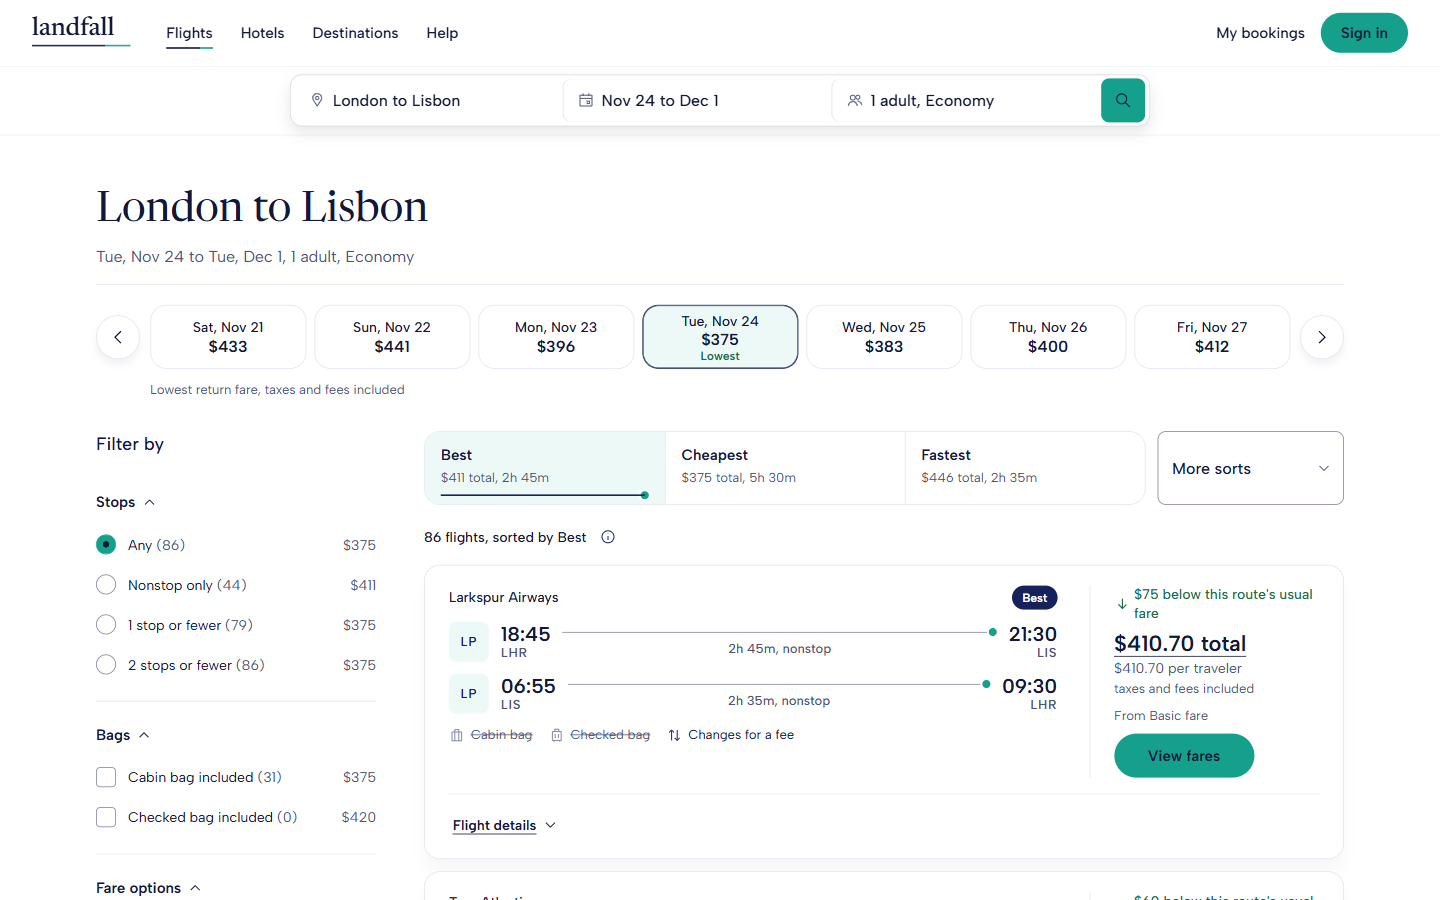 landfall
Flights Hotels Destinations Help My bookings Sign in
London to Lisbon Nov 24 to Dec 1 1 adult, Economy
London to Lisbon
Tue, Nov 24 to Tue, Dec 1, 1 adult, Economy
Sat, Nov 21
$433
Sun, Nov 22
$441
Mon, Nov 23
$396
Tue, Nov 24
$375
Lowest
Wed, Nov 25
$383
Thu, Nov 26
$400
Fri, Nov 27
$412
Lowest return fare, taxes and fees included
Filter by
Stops
Any (86) $375
Nonstop only (44) $411
1 stop or fewer (79) $375
2 stops or fewer (86) $375
Bags
Cabin bag included (31) $375
Checked bag included (0) $420
Fare options
Best
$411 total, 2h 45m
Cheapest
$375 total, 5h 30m
Fastest
$446 total, 2h 35m
More sorts
86 flights, sorted by Best
Larkspur Airways Best
LP 18:45 21:30
LHR 2h 45m, nonstop LIS
LP 06:55 09:30
LIS 2h 35m, nonstop LHR
Cabin bag Checked bag Changes for a fee
$75 below this route's usual
fare
$410.70 total
$410.70 per traveler
taxes and fees included
From Basic fare
View fares
Flight details